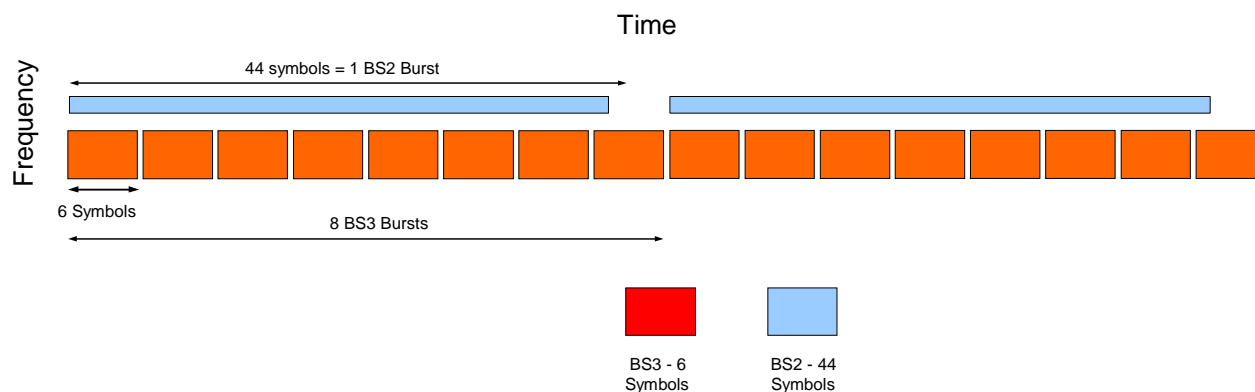 Time
44 symbols = 1 BS2 Burst
Frequency
6 Symbols
8 BS3 Bursts
BS3 - 6
Symbols
BS2 - 44
Symbols